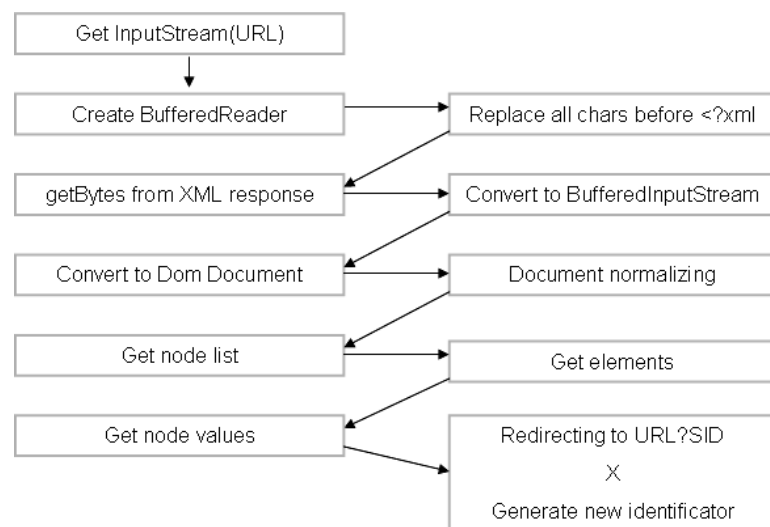 Get InputStream(URL)
Create BufferedReader
Replace all chars before <?xml
getBytes from XML response
Convert to BufferedInputStream
Convert to Dom Document
Document normalizing
Get node list
Get elements
Get node values
Redirecting to URL?SID
X
Generate new identificator